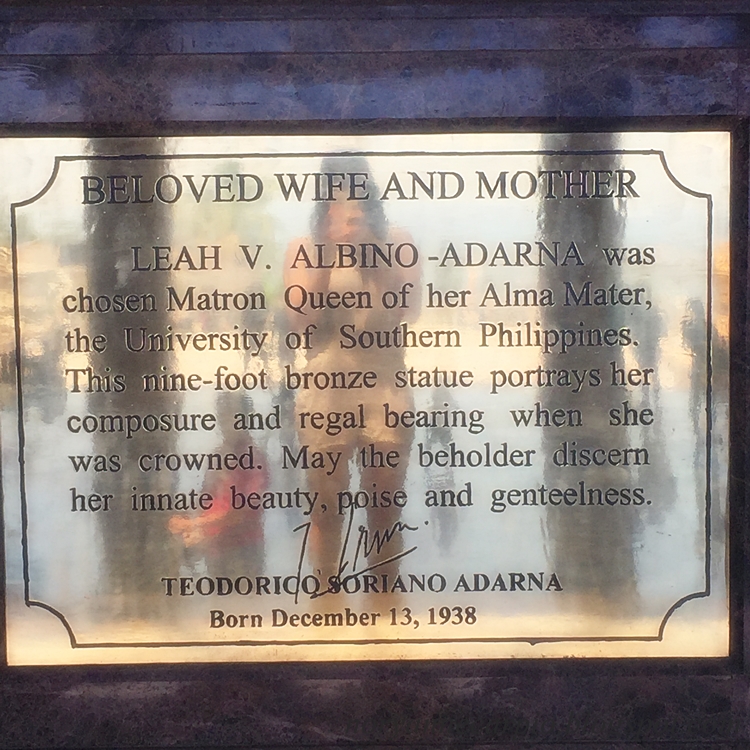 BELOVED WIFE AND MOTHER
LEAH V. ALBINO-ADARNA was
chosen Matron Queen of her Alma Mater,
the University of Southern Philippines.
This nine-foot bronze statue portrays her
composure and regal bearing when she
was crowned. May the beholder discern
her innate beauty, poise and genteelness.
TEODORICO SORIANO ADARNA
Born December 13, 1938